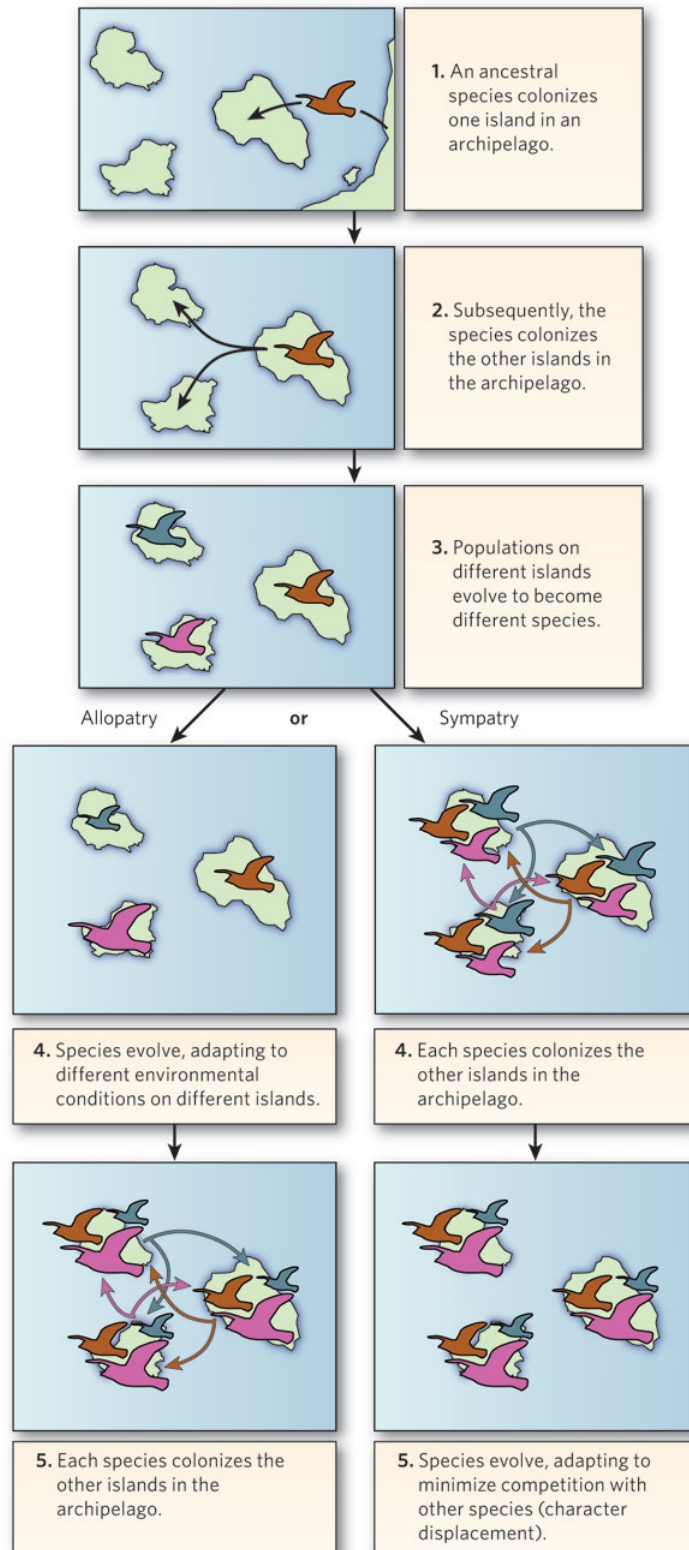 1. An ancestral
species colonizes
one island in an
archipelago.
2. Subsequently, the
species colonizes
the other islands in
the archipelago.
3. Populations on
different islands
evolve to become
different species.
Allopatry or Sympatry
4. Species evolve, adapting to
different environmental
conditions on different islands.
4. Each species colonizes the
other islands in the
archipelago.
5. Each species colonizes the
other islands in the
archipelago.
5. Species evolve, adapting to
minimize competition with
other species (character
displacement).